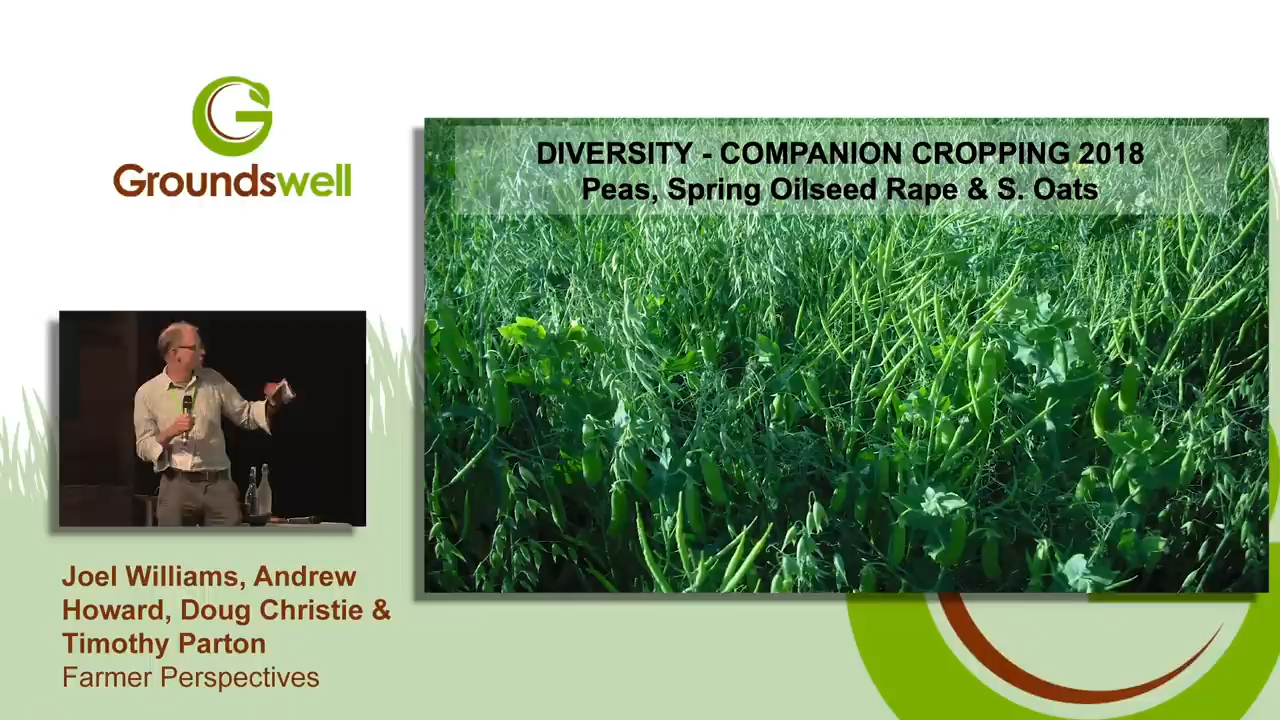 Groundswell
DIVERSITY - COMPANION CROPPING 2018
Peas, Spring Oilseed Rape & S. Oats
Joel Williams, Andrew
Howard, Doug Christie &
Timothy Parton
Farmer Perspectives